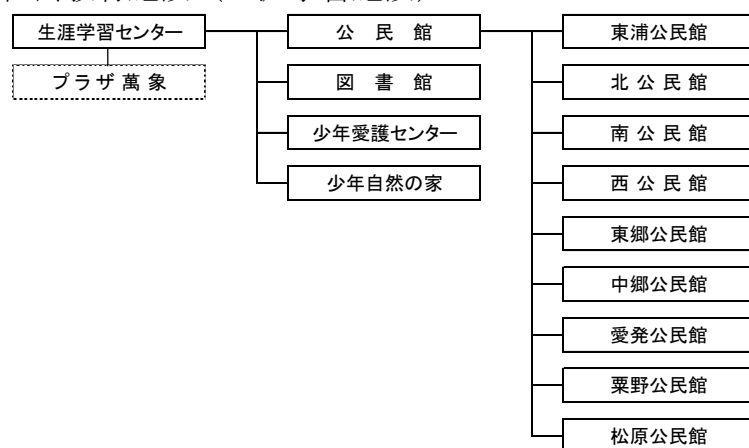 生涯学習センター
プラザ萬象
公民館
図書館
少年愛護センター
少年自然の家
東浦公民館
北公民館
南公民館
西公民館
東郷公民館
中郷公民館
愛発公民館
粟野公民館
松原公民館